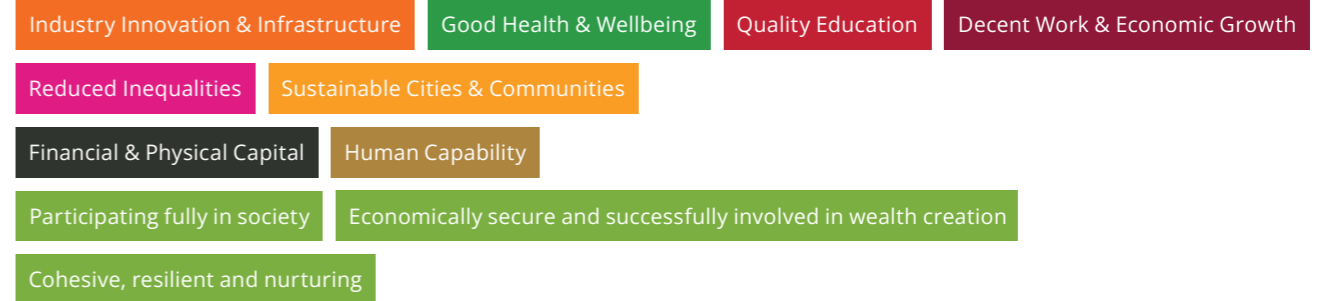 Industry Innovation & Infrastructure Good Health & Wellbeing Quality Education Decent Work & Economic Growth
Reduced Inequalities Sustainable Cities & Communities
Financial & Physical Capital Human Capability
Participating fully in society Economically secure and successfully involved in wealth creation
Cohesive, resilient and nurturing